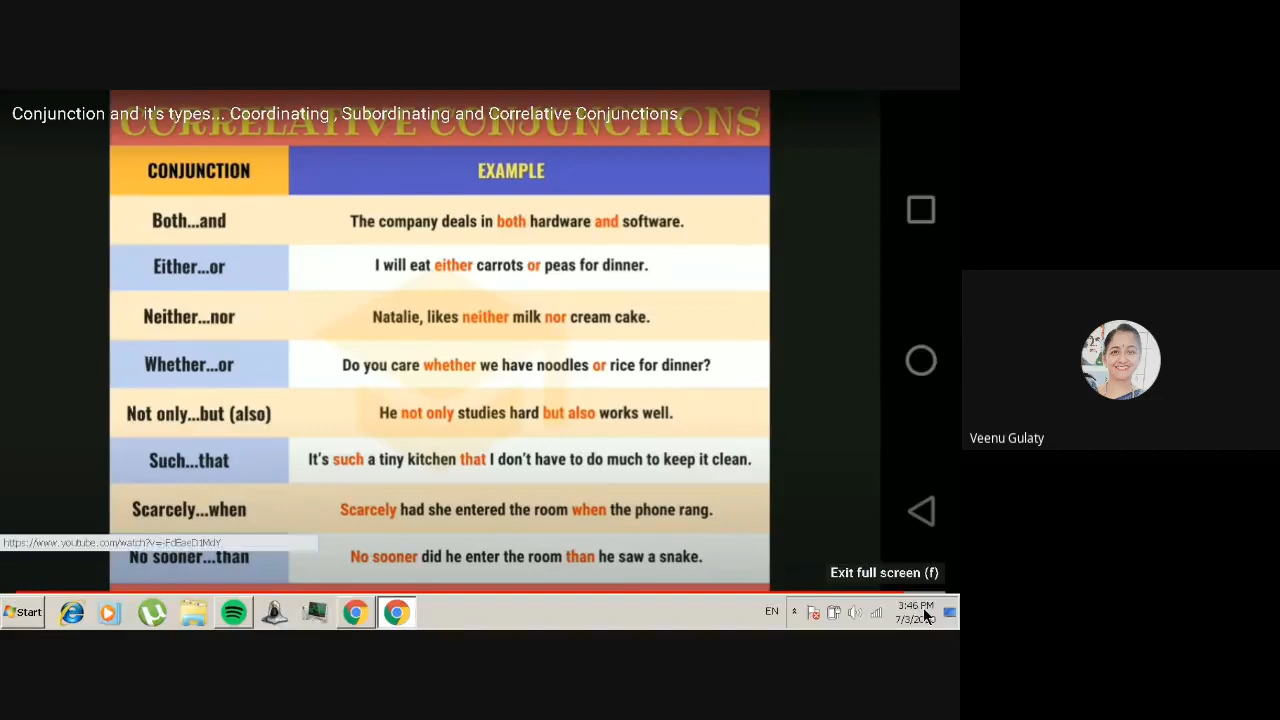 Conjunction and it's types... Coordinating , Subordinating and Correlative Conjunctions.
CORRELATIVE CONJUNCTIONS
CONJUNCTION EXAMPLE
Both...and The company deals in both hardware and software.
Either...or I will eat either carrots or peas for dinner.
Neither...nor Natalie, likes neither milk nor cream cake.
Whether...or Do you care whether we have noodles or rice for dinner?
Not only...but (also) He not only studies hard but also works well.
Such...that It's such a tiny kitchen that I don't have to do much to keep it clean.
Scarcely...when Scarcely had she entered the room when the phone rang.
No sooner...than No sooner did he enter the room than he saw a snake.
Exit full screen (f)
Start
EN
3:46 PM
Veenu Gulaty